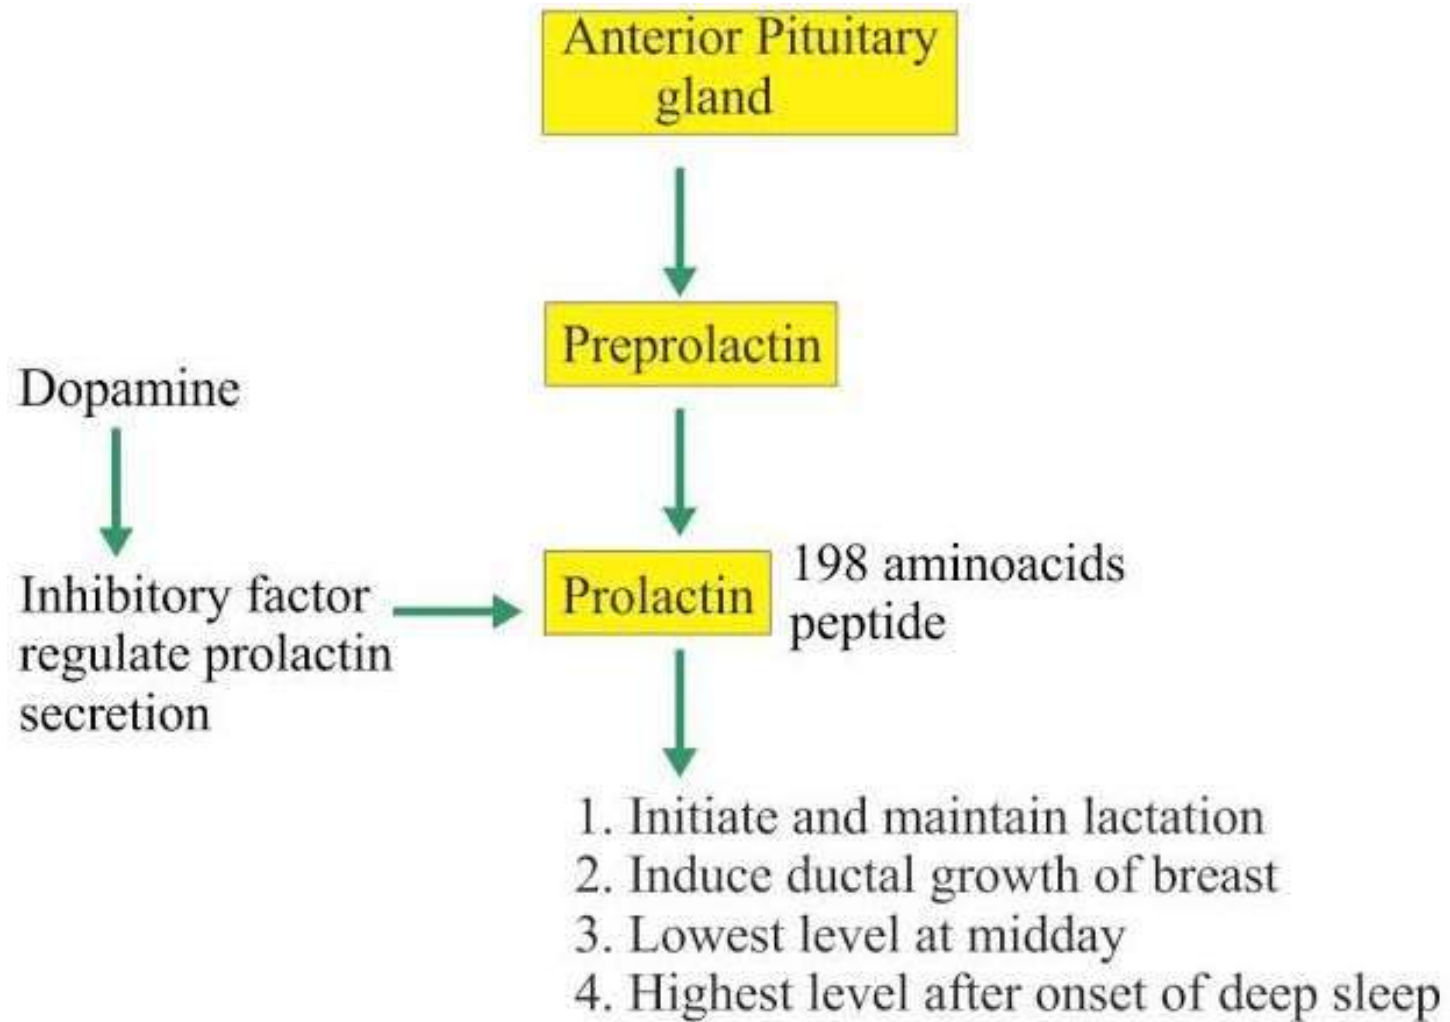 Anterior Pituitary
gland
Preprolactin
Dopamine
Inhibitory factor
regulate prolactin
secretion
Prolactin
198 aminoacids
peptide
1. Initiate and maintain lactation
2. Induce ductal growth of breast
3. Lowest level at midday
4. Highest level after onset of deep sleep